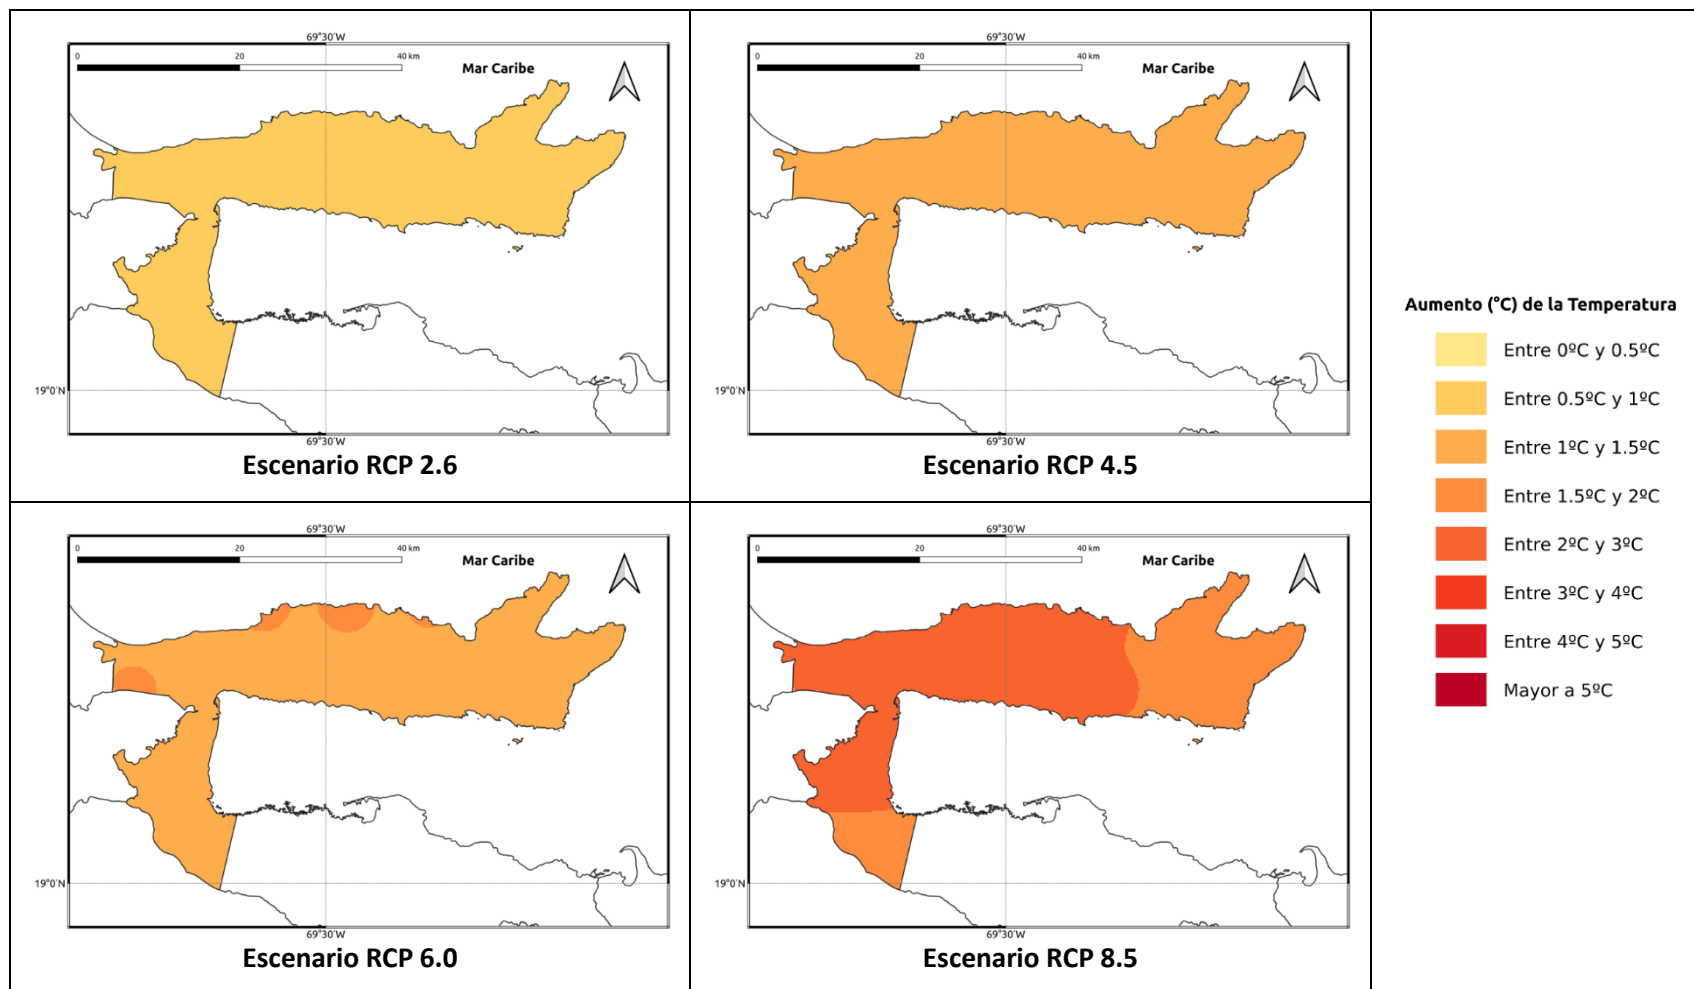 69°30'W
0 20 40 km
Mar Caribe
19°0'N
69°30'W
Escenario RCP 2.6
69°30'W
0 20 40 km
Mar Caribe
19°0'N
69°30'W
Escenario RCP 4.5
69°30'W
0 20 40 km
Mar Caribe
19°0'N
69°30'W
Escenario RCP 6.0
69°30'W
0 20 40 km
Mar Caribe
19°0'N
69°30'W
Escenario RCP 8.5
Aumento (°C) de la Temperatura
Entre 0ºC y 0.5ºC
Entre 0.5ºC y 1ºC
Entre 1ºC y 1.5ºC
Entre 1.5ºC y 2ºC
Entre 2ºC y 3ºC
Entre 3ºC y 4ºC
Entre 4ºC y 5ºC
Mayor a 5ºC